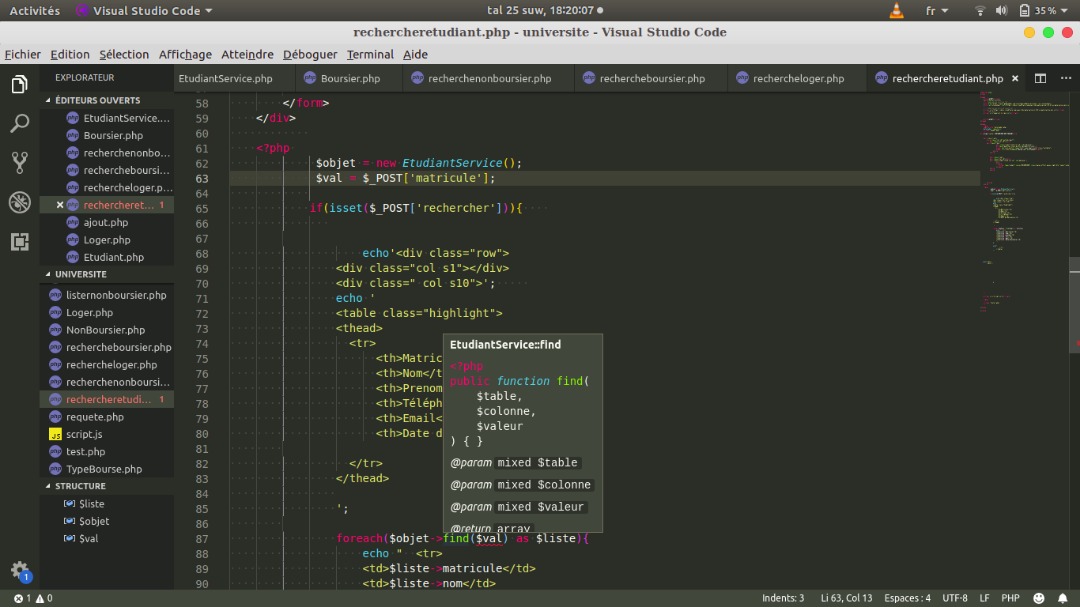 Activités
Visual Studio Code
tal 25 suw, 18:20:07
fr
35 %
rechercheretudiant.php - universite - Visual Studio Code
Fichier Edition Sélection Affichage Atteindre Déboguer Terminal Aide
EXPLORATEUR
ÉDITEURS OUVERTS
EtudiantService....
Boursier.php
recherchenonbo...
rechercheboursi...
rechercheloger.p...
rechercheret... 1
ajout.php
Loger.php
Etudiant.php
UNIVERSITE
listernonboursier.php
Loger.php
NonBoursier.php
rechercheboursier.php
rechercheloger.php
recherchenonboursi...
rechercheretudi... 1
requete.php
script.js
test.php
TypeBourse.php
STRUCTURE
$liste
$objet
$val
1
EtudiantService.php
Boursier.php
recherchenonboursier.php
rechercheboursier.php
rechercheloger.php
rechercheretudiant.php
58 </form>
59 </div>
60
61 <?php
62 $objet = new EtudiantService();
63 $val = $_POST['matricule'];
64
65 if(isset($_POST['rechercher'])){
66
67
68 echo'<div class="row">
69 <div class="col s1"></div>
70 <div class=" col s10">';
71 echo '
72 <table class="highlight">
73 <thead>
74 <tr>
75 <th>Matric
76 <th>Nom</t
77 <th>Prenom
78 <th>Téléph
79 <th>Email<
80 <th>Date d
81
82 </tr>
83 </thead>
84
85 ';
86
87 foreach($objet->find($val) as $liste){
88 echo " <tr>
89 <td>$liste->matricule</td>
90 <td>$liste->nom</td>
EtudiantService::find
<?php
public function find(
$table,
$colonne,
$valeur
) { }
@param mixed $table
@param mixed $colonne
@param mixed $valeur
@return array
1 0
Indents: 3
Li 63, Col 13
Espaces : 4
UTF-8
LF
PHP